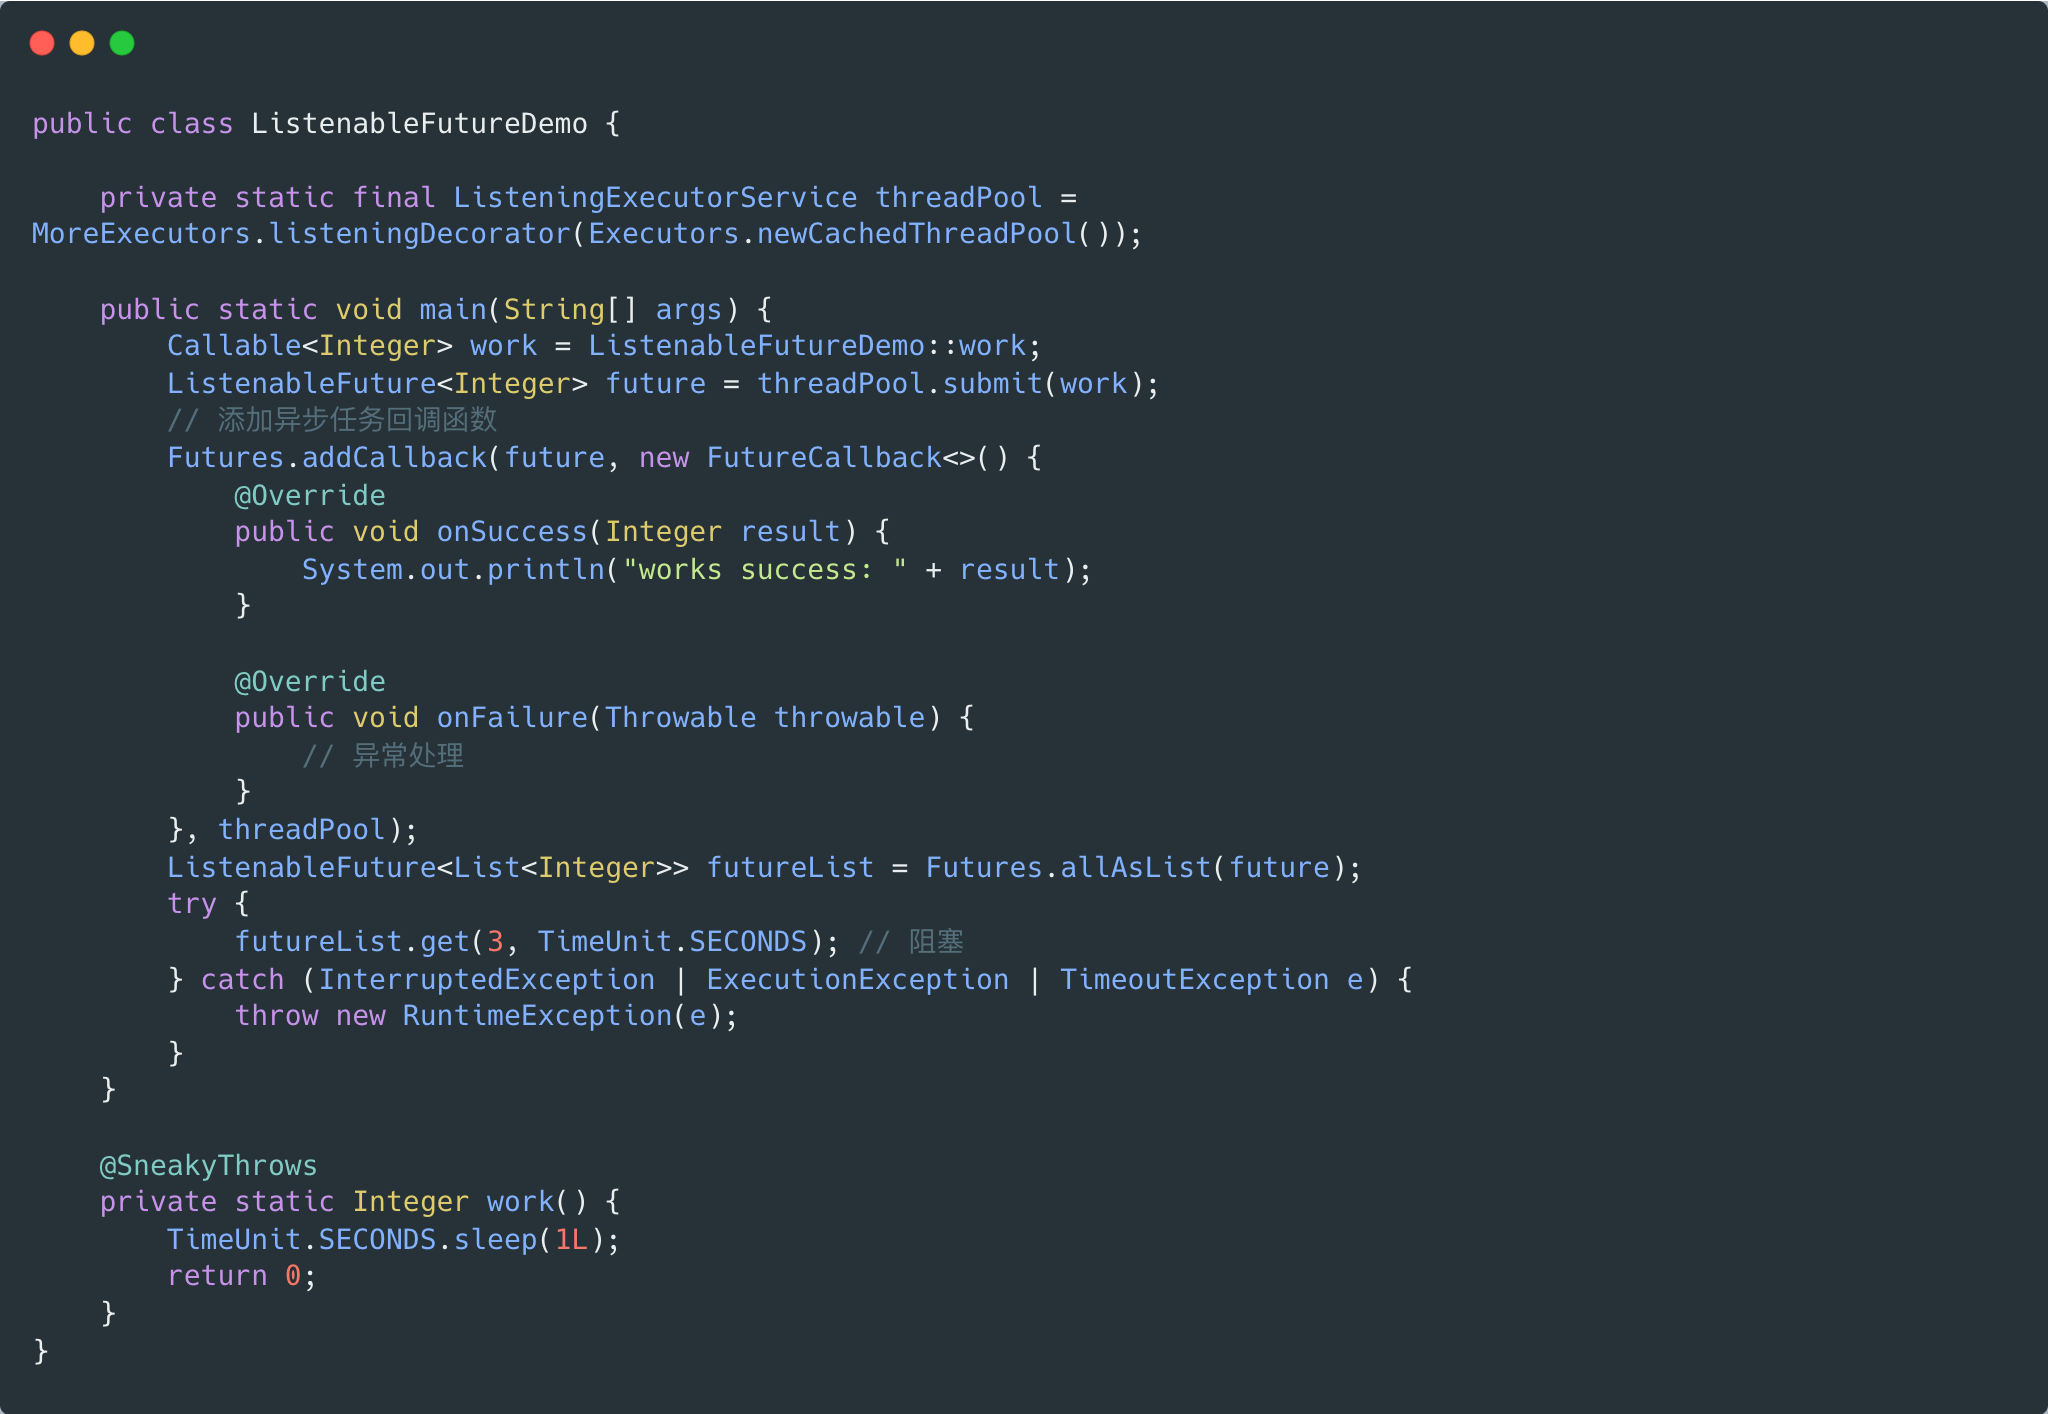 public class ListenableFutureDemo {
private static final ListeningExecutorService threadPool =
MoreExecutors.listeningDecorator(Executors.newCachedThreadPool());
public static void main(String[] args) {
Callable<Integer> work = ListenableFutureDemo::work;
ListenableFuture<Integer> future = threadPool.submit(work);
// 添加异步任务回调函数
Futures.addCallback(future, new FutureCallback<>() {
@Override
public void onSuccess(Integer result) {
System.out.println("works success: " + result);
}
@Override
public void onFailure(Throwable throwable) {
// 异常处理
}
}, threadPool);
ListenableFuture<List<Integer>> futureList = Futures.allAsList(future);
try {
futureList.get(3, TimeUnit.SECONDS); // 阻塞
} catch (InterruptedException | ExecutionException | TimeoutException e) {
throw new RuntimeException(e);
}
}
@SneakyThrows
private static Integer work() {
TimeUnit.SECONDS.sleep(1L);
return 0;
}
}